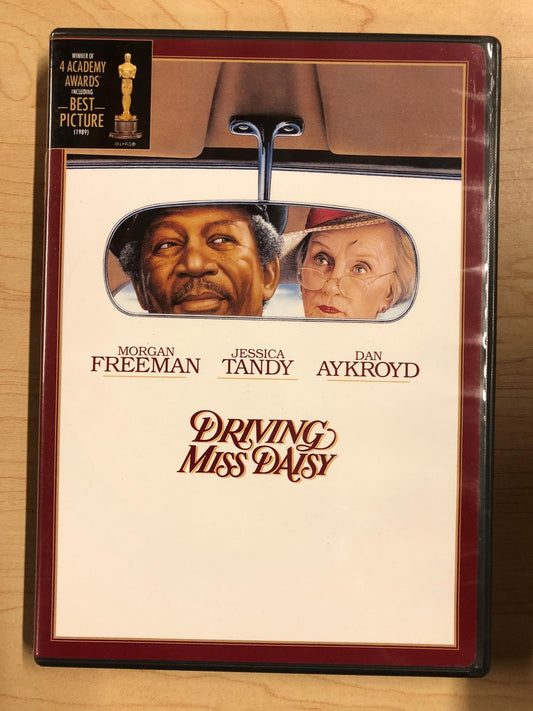 WINNER OF
4 ACADEMY
AWARDS
INCLUDING
BEST
PICTURE
(1989)
MORGAN
FREEMAN
JESSICA
TANDY
DAN
AYKROYD
DRIVING
MISS DAISY